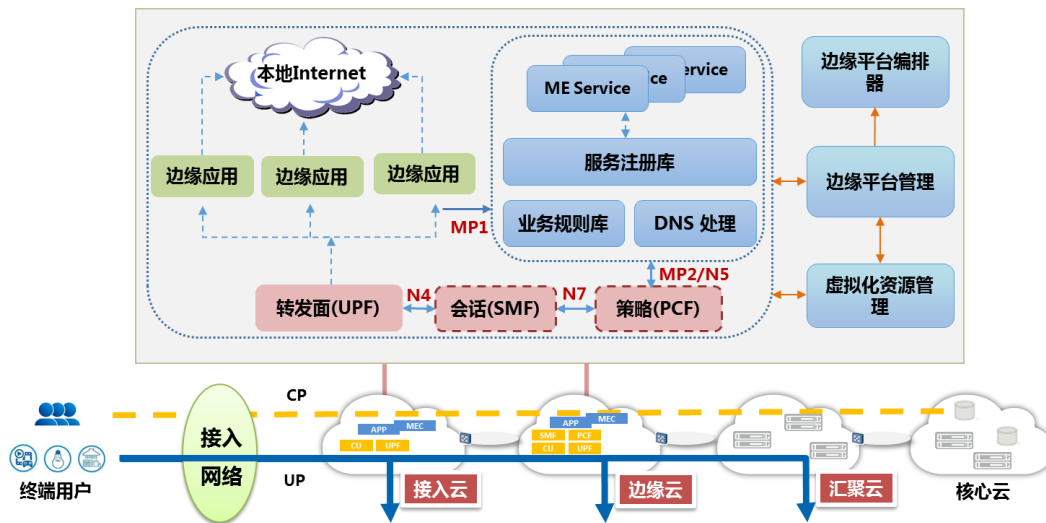 本地Internet
ME Service
ice
Service
边缘平台编排
器
边缘应用
边缘应用
边缘应用
服务注册库
边缘平台管理
MP1
业务规则库
DNS 处理
MP2/N5
转发面(UPF)
N4
会话(SMF)
N7
策略(PCF)
虚拟化资源管
理
CP
接入
网络
UP
终端用户
APP
MEC
CU
UPF
接入云
APP
MEC
SMF
PCF
CU
UPF
边缘云
汇聚云
核心云